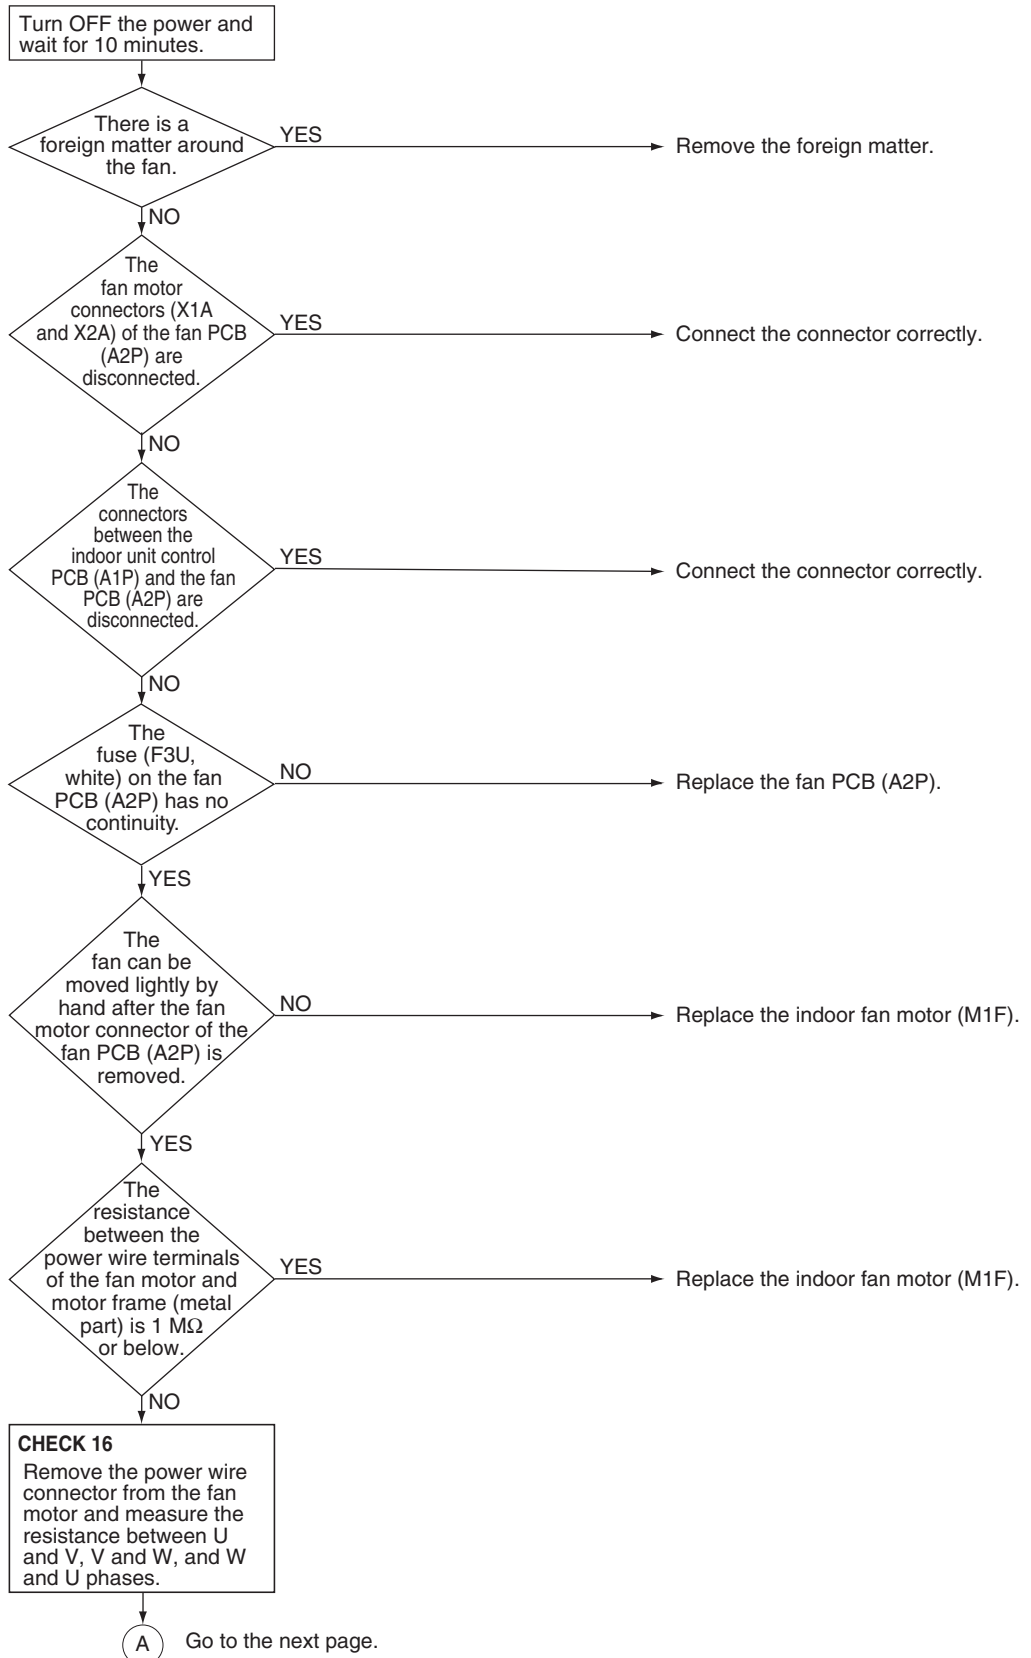 Turn OFF the power and
wait for 10 minutes.
There is a
foreign matter around
the fan.
YES
Remove the foreign matter.
NO
The
fan motor
connectors (X1A
and X2A) of the fan PCB
(A2P) are
disconnected.
YES
Connect the connector correctly.
NO
The
connectors
between the
indoor unit control
PCB (A1P) and the fan
PCB (A2P) are
disconnected.
YES
Connect the connector correctly.
NO
The
fuse (F3U,
white) on the fan
PCB (A2P) has no
continuity.
NO
Replace the fan PCB (A2P).
YES
The
fan can be
moved lightly by
hand after the fan
motor connector of the
fan PCB (A2P) is
removed.
NO
Replace the indoor fan motor (M1F).
YES
The
resistance
between the
power wire terminals
of the fan motor and
motor frame (metal
part) is 1 MΩ
or below.
YES
Replace the indoor fan motor (M1F).
NO
CHECK 16
Remove the power wire
connector from the fan
motor and measure the
resistance between U
and V, V and W, and W
and U phases.
A
Go to the next page.